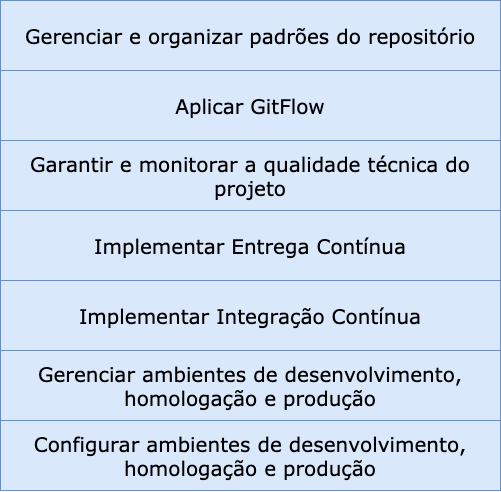 Gerenciar e organizar padrões do repositório
Aplicar GitFlow
Garantir e monitorar a qualidade técnica do
projeto
Implementar Entrega Contínua
Implementar Integração Contínua
Gerenciar ambientes de desenvolvimento,
homologação e produção
Configurar ambientes de desenvolvimento,
homologação e produção